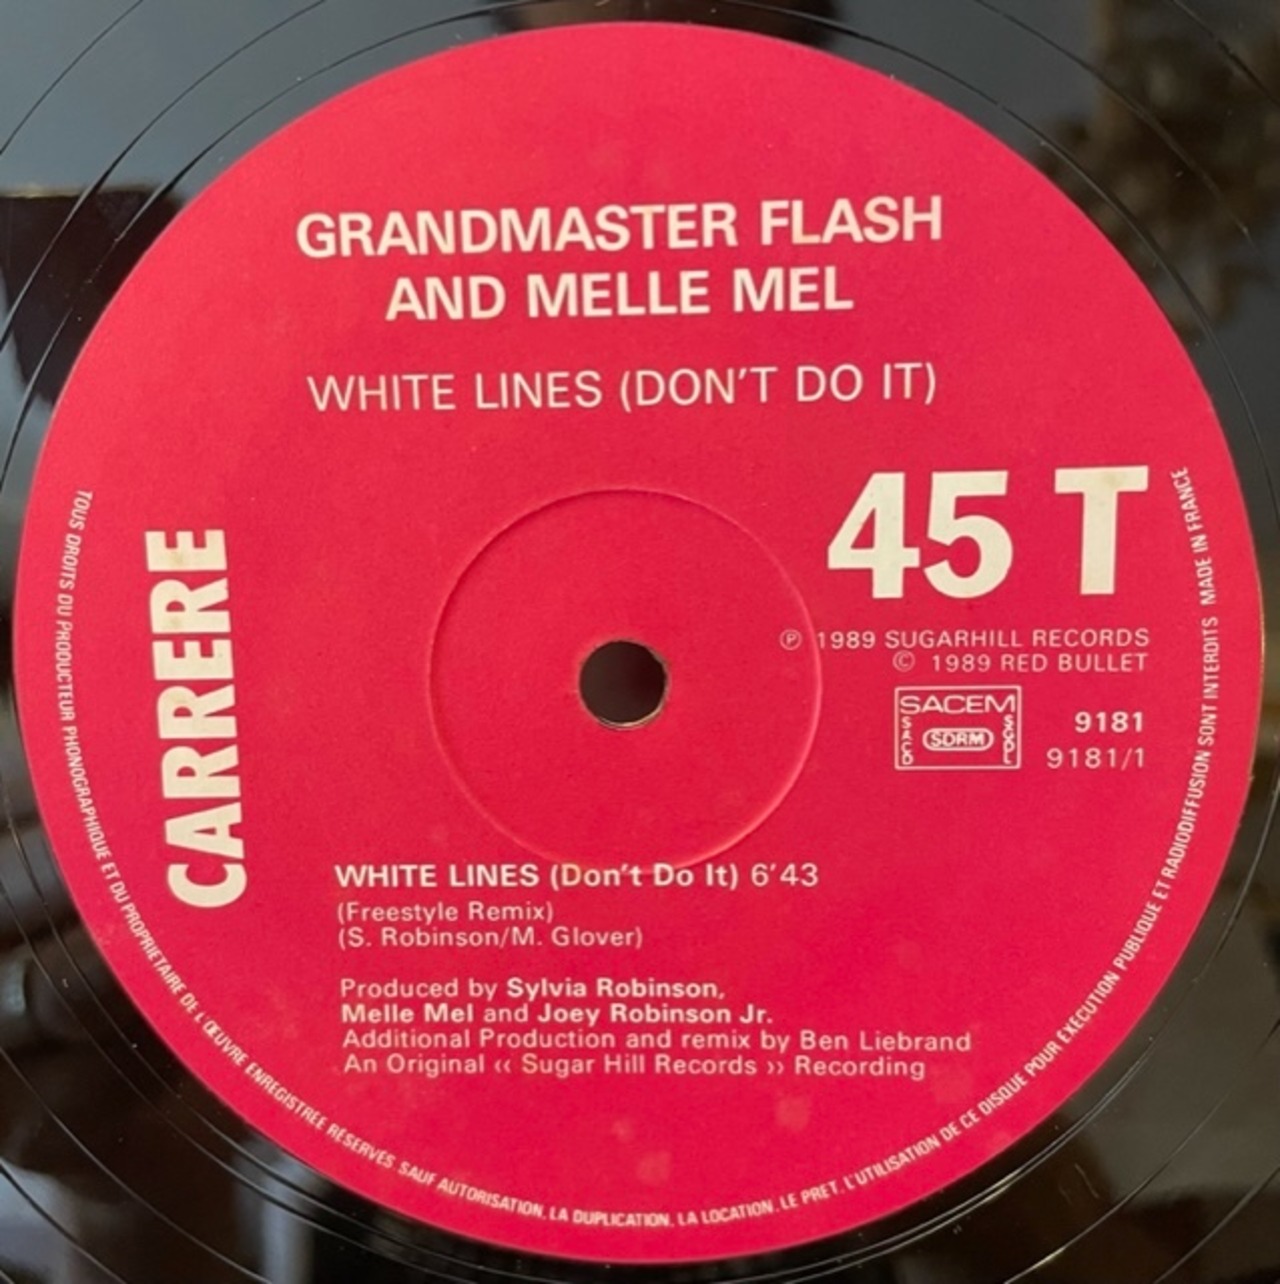 GRANDMASTER FLASH
AND MELLE MEL
WHITE LINES (DON'T DO IT)
45 T
CARRERE
℗ 1989 SUGARHILL RECORDS
© 1989 RED BULLET
SACEM
SACD
SDRM
SGDL
9181
9181/1
WHITE LINES (Don't Do It) 6'43
(Freestyle Remix)
(S. Robinson/M. Glover)
Produced by Sylvia Robinson,
Melle Mel and Joey Robinson Jr.
Additional Production and remix by Ben Liebrand
An Original ‹‹ Sugar Hill Records ›› Recording
TOUS DROITS DU PRODUCTEUR PHONOGRAPHIQUE ET DU PROPRIETAIRE DE L'ŒUVRE ENREGISTREE RÉSERVES. SAUF AUTORISATION, LA DUPLICATION, LA LOCATION, LE PRET, L'UTILISATION DE CE DISQUE POUR EXECUTION PUBLIQUE ET RADIODIFFUSION SONT INTERDITS MADE IN FRANCE